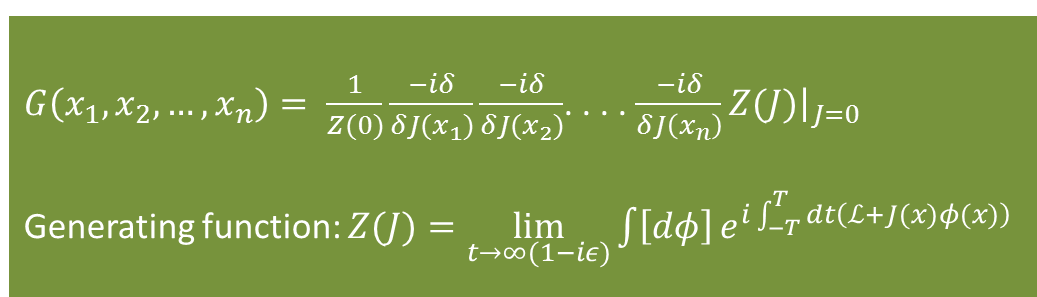 G(x₁, x₂, … , xₙ) = 1/Z(0) −iδ/δJ(x₁) −iδ/δJ(x₂) . . . . −iδ/δJ(xₙ) Z(J)|_{J=0}
Generating function: Z(J) = lim_{t→∞(1−iϵ)} ∫[dϕ] e^{i ∫_{−T}^{T} dt(ℒ+J(x)ϕ(x))}